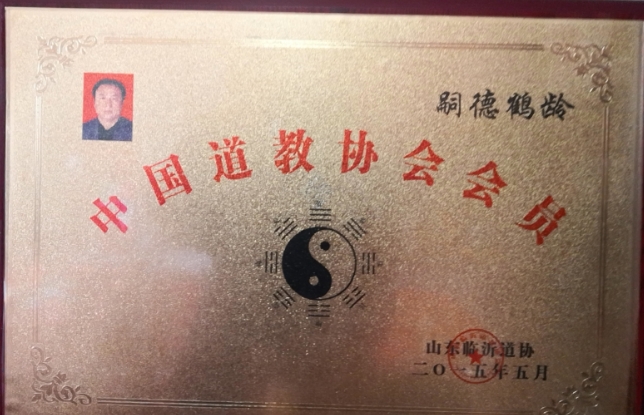 嗣德鹤龄
中国道教协会会员
山东临沂道协
二〇一五年五月